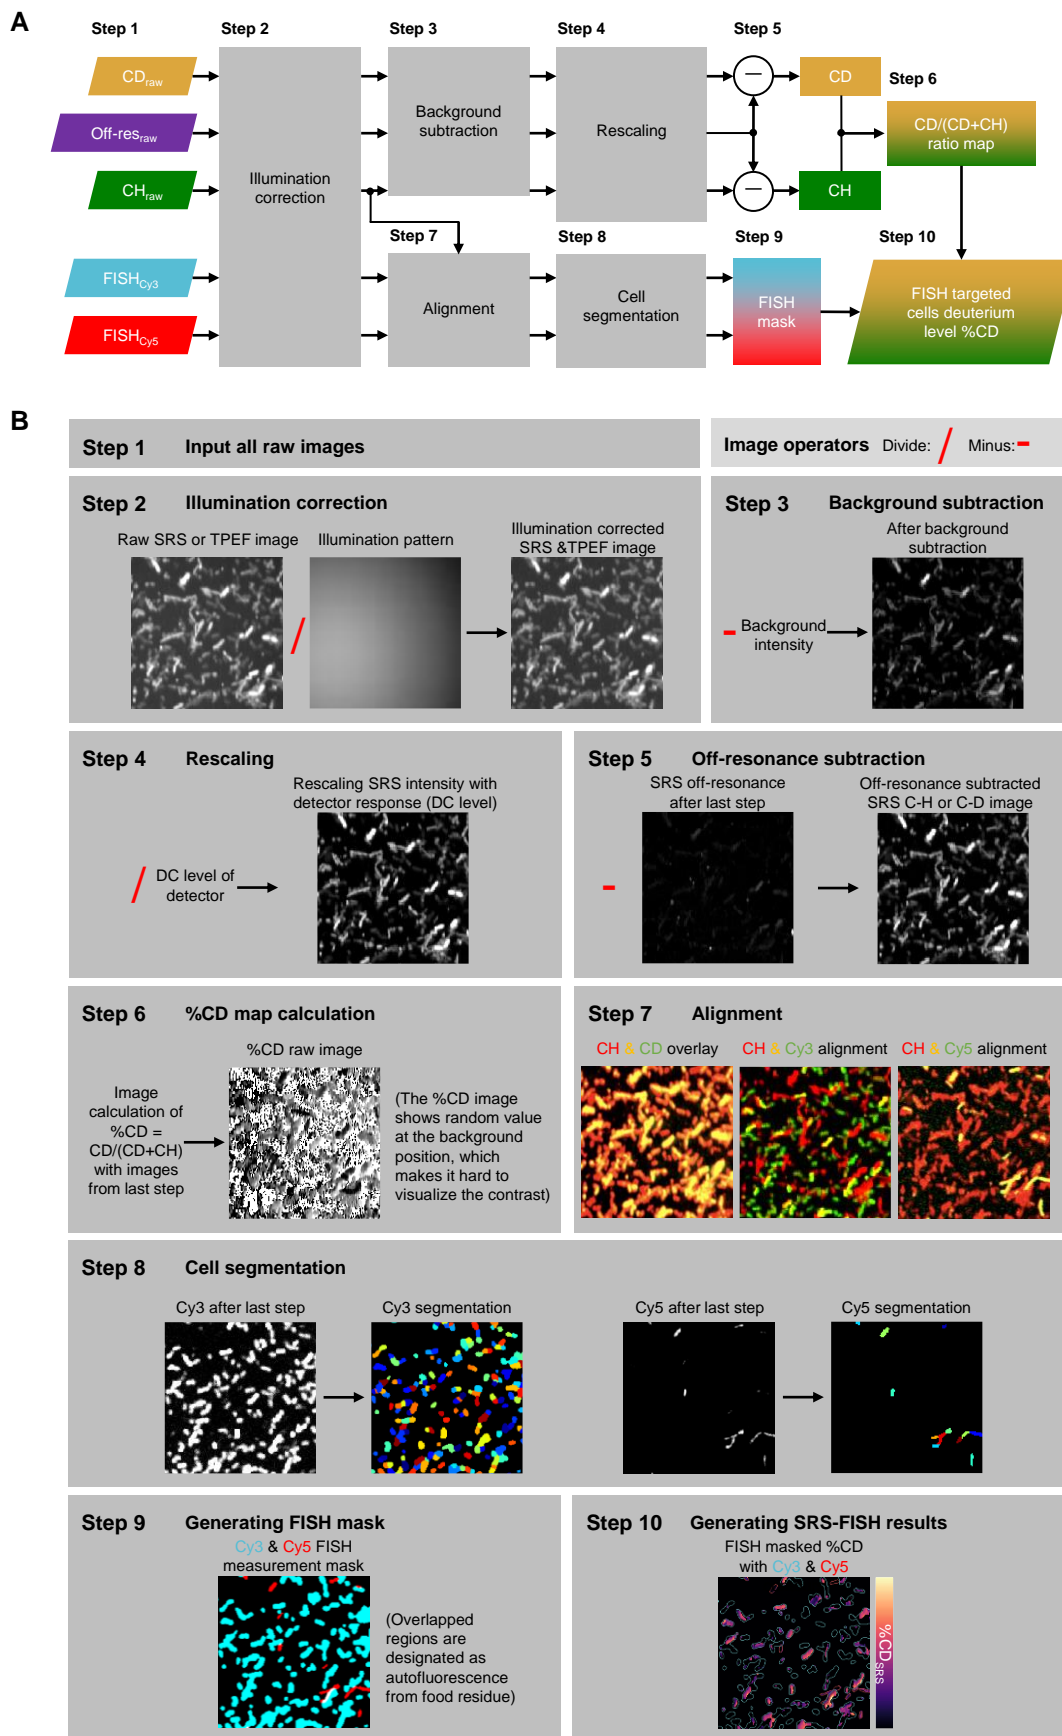 A
Step 1
Step 2
Step 3
Step 4
Step 5
CDraw
Off-resraw
CHraw
FISHCy3
FISHCy5
Illumination
correction
Background
subtraction
Rescaling
—
—
CD
CH
Step 6
CD/(CD+CH)
ratio map
Step 7
Step 8
Step 9
Step 10
Alignment
Cell
segmentation
FISH
mask
FISH targeted
cells deuterium
level %CD
B
Step 1 Input all raw images
Image operators Divide: / Minus: -
Step 2 Illumination correction
Raw SRS or TPEF image
Illumination pattern
Illumination corrected
SRS &TPEF image
/
Step 3 Background subtraction
After background
subtraction
- Background
intensity
Step 4 Rescaling
Rescaling SRS intensity with
detector response (DC level)
/ DC level of
detector
Step 5 Off-resonance subtraction
SRS off-resonance
after last step
Off-resonance subtracted
SRS C-H or C-D image
-
Step 6 %CD map calculation
%CD raw image
Image
calculation of
%CD =
CD/(CD+CH)
with images
from last step
(The %CD image
shows random value
at the background
position, which
makes it hard to
visualize the contrast)
Step 7 Alignment
CH & CD overlay
CH & Cy3 alignment
CH & Cy5 alignment
Step 8 Cell segmentation
Cy3 after last step
Cy3 segmentation
Cy5 after last step
Cy5 segmentation
Step 9 Generating FISH mask
Cy3 & Cy5 FISH
measurement mask
(Overlapped
regions are
designated as
autofluorescence
from food residue)
Step 10 Generating SRS-FISH results
FISH masked %CD
with Cy3 & Cy5
%CDSRS